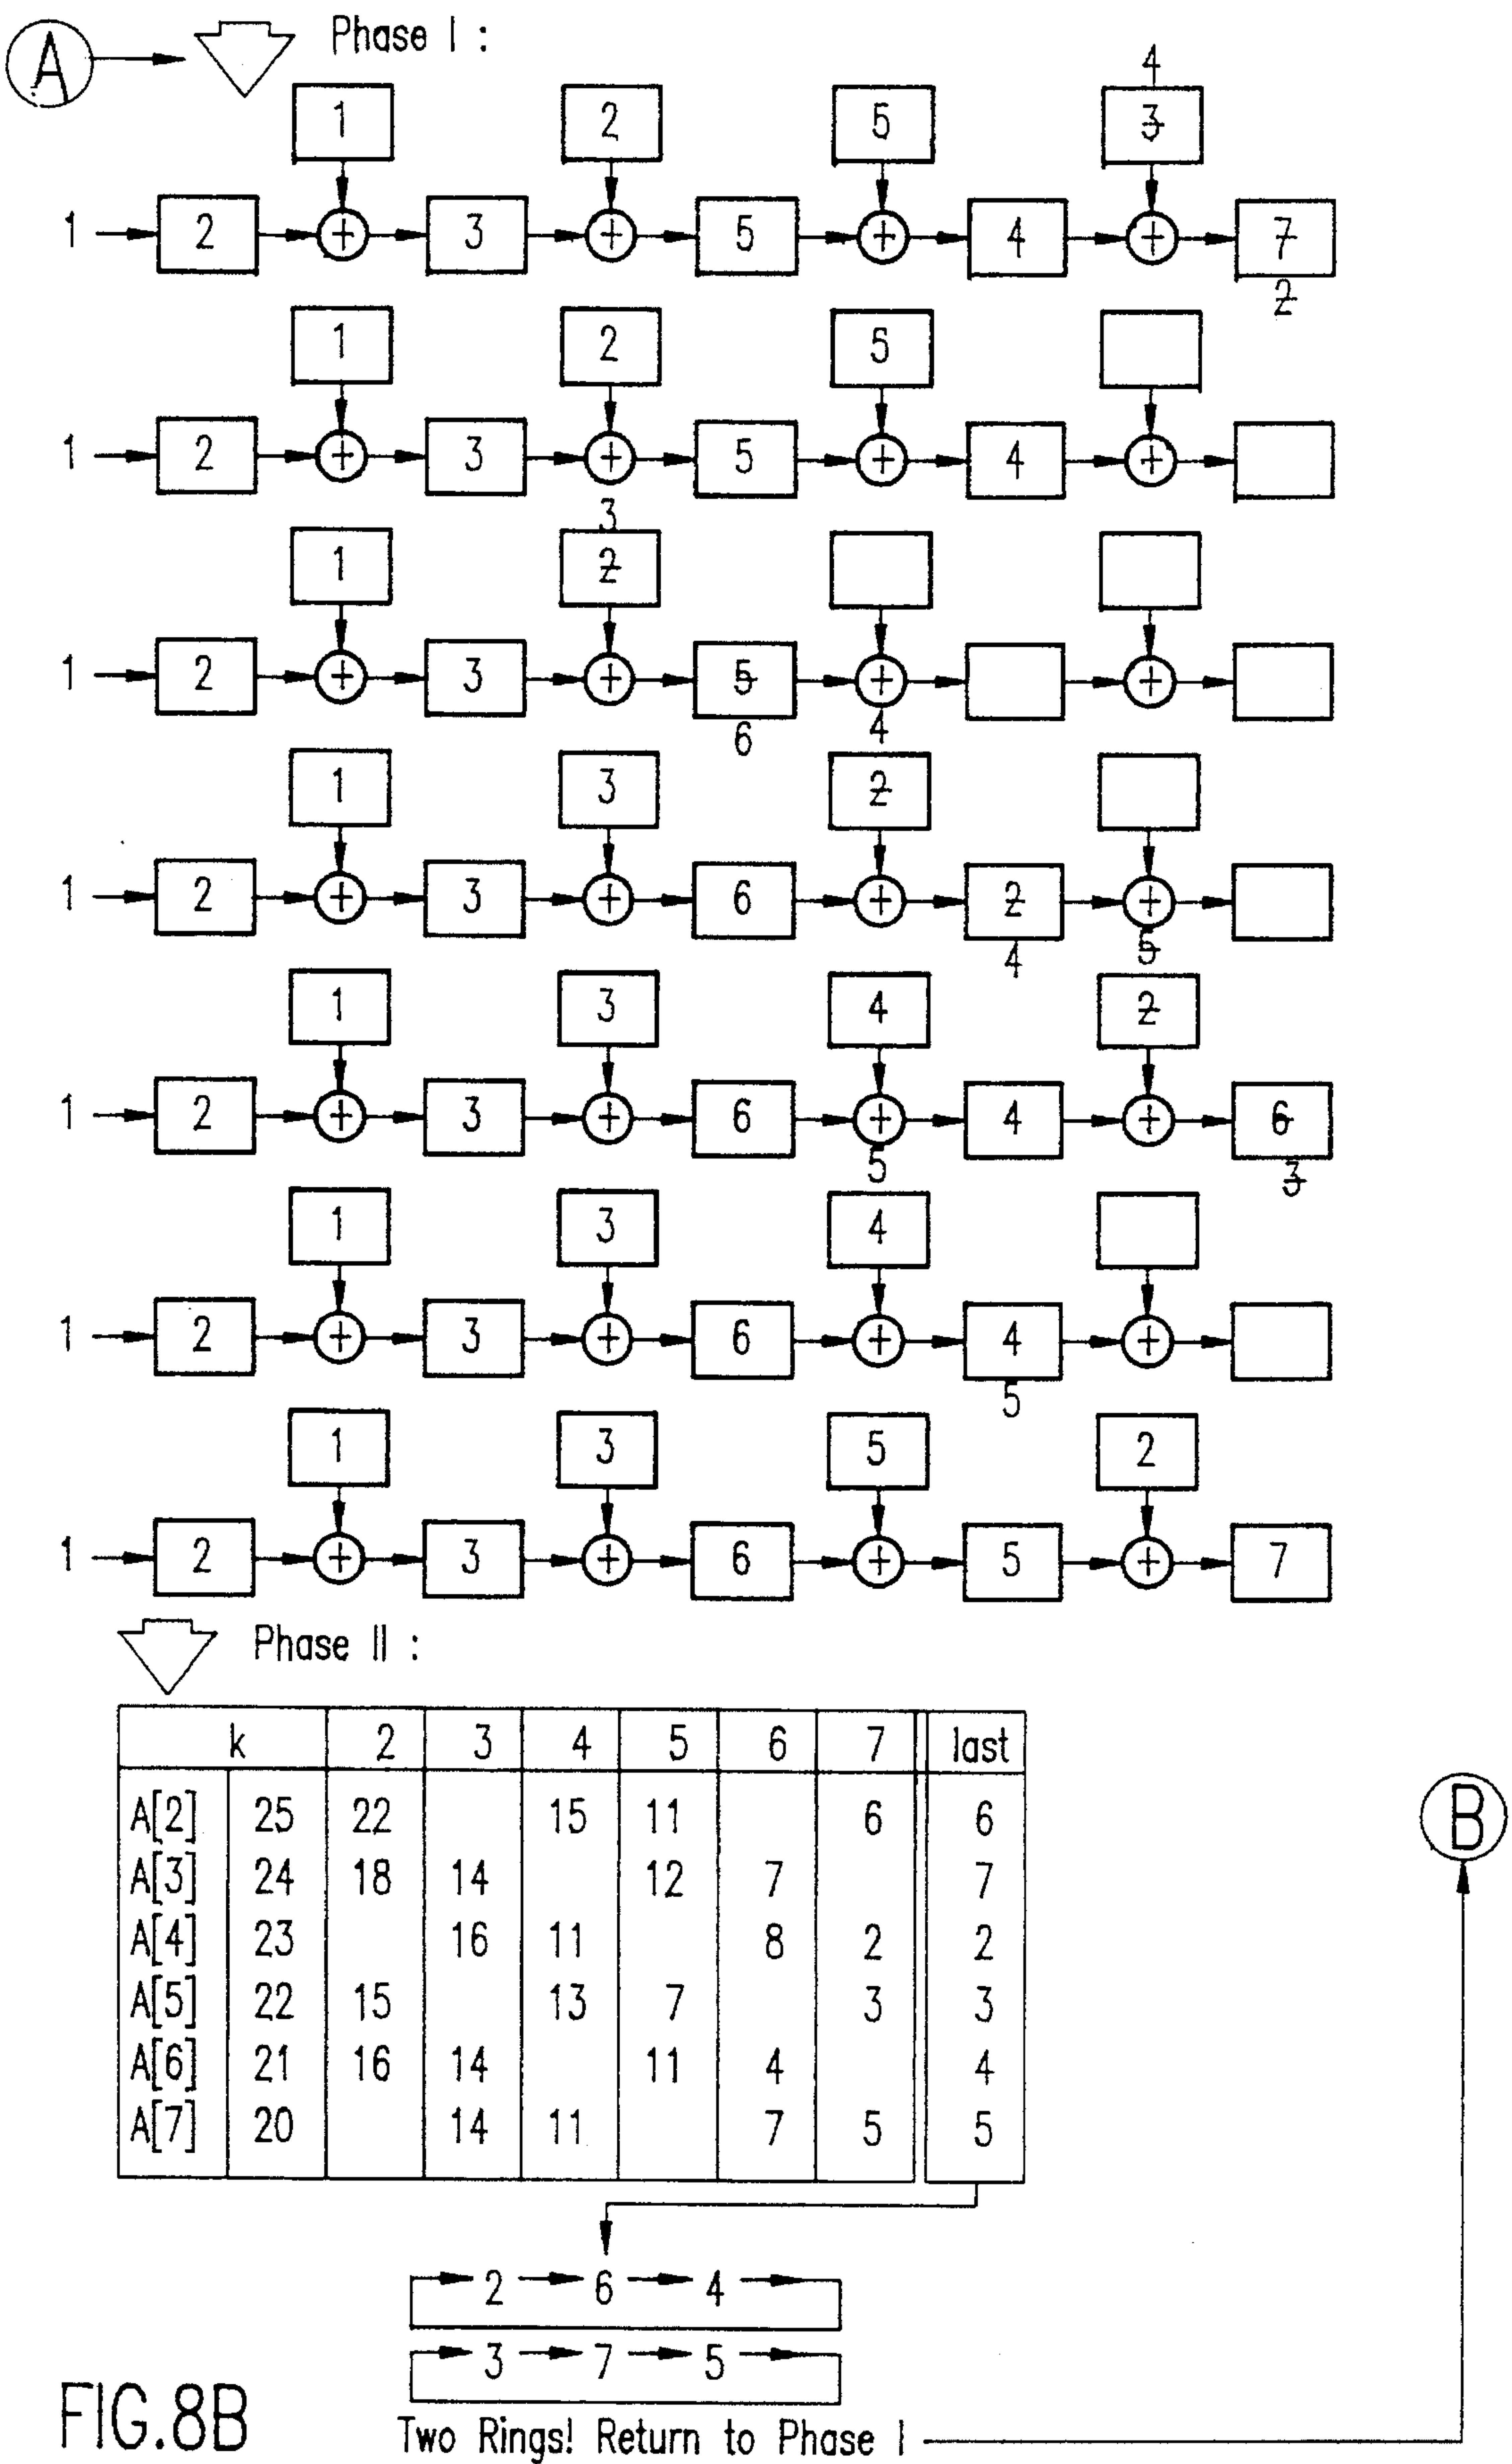 A Phase I :
4
1 2 5 3
1 2 3 5 4 7
2
1 2 5
1 2 3 5 4
3
1 2
1 2 3 5
6 4
1 3 2
1 2 3 6 2
4 5
1 3 4 2
1 2 3 6 4 6
5 3
1 3 4
1 2 3 6 4
5
1 3 5 2
1 2 3 6 5 7
Phase II :
k 2 3 4 5 6 7 last
A[2] 25 22 15 11 6 6
A[3] 24 18 14 12 7 7
A[4] 23 16 11 8 2 2
A[5] 22 15 13 7 3 3
A[6] 21 16 14 11 4 4
A[7] 20 14 11 7 5 5
B
2 6 4
3 7 5
Two Rings! Return to Phase I
FIG.8B